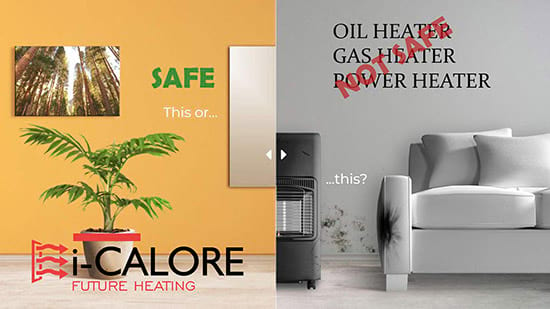 SAFE
This or...
i-CALORE
FUTURE HEATING
OIL HEATER
GAS HEATER
POWER HEATER
NOT SAFE
...this?